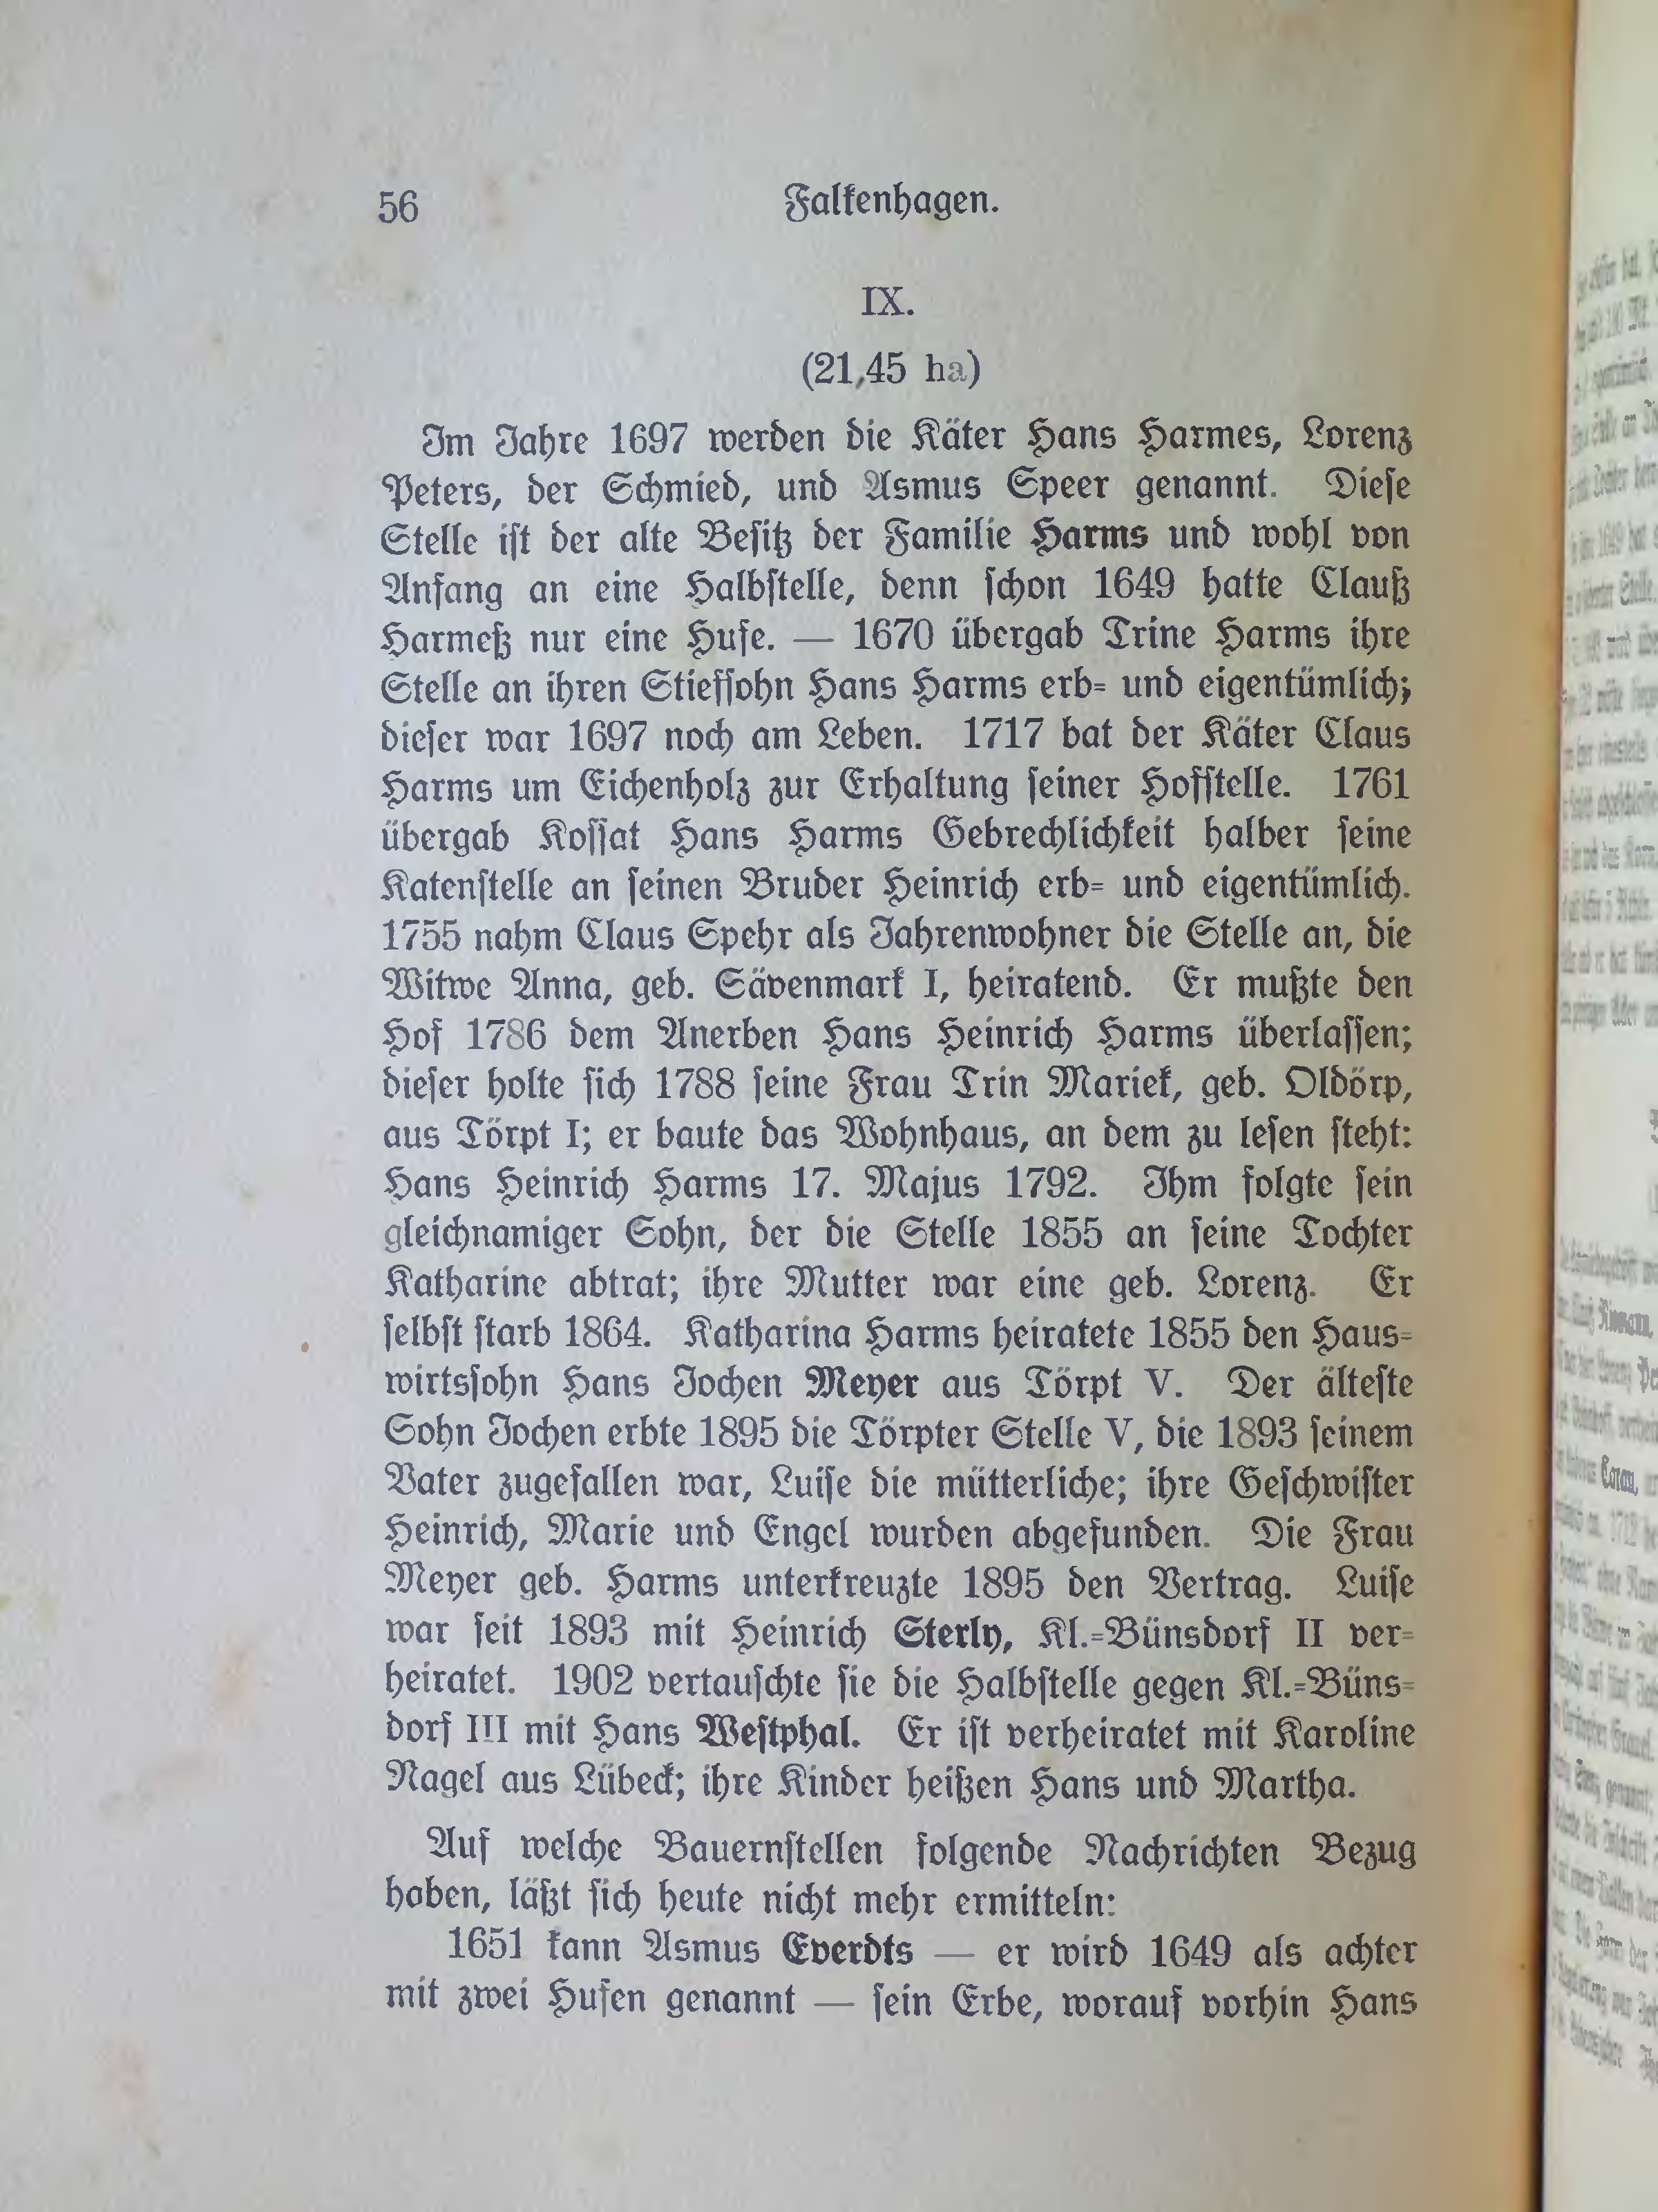 56
Falkenhagen.
IX.
(21,45 ha)
Im Jahre 1697 werden die Käter Hans Harmes, Lorenz
Peters, der Schmied, und Asmus Speer genannt. Diese
Stelle ist der alte Besitz der Familie Harms und wohl von
Anfang an eine Halbstelle, denn schon 1649 hatte Clauß
Harmeß nur eine Hufe. — 1670 übergab Trine Harms ihre
Stelle an ihren Stiefsohn Hans Harms erb- und eigentümlich;
dieser war 1697 noch am Leben. 1717 bat der Käter Claus
Harms um Eichenholz zur Erhaltung seiner Hofstelle. 1761
übergab Kossat Hans Harms Gebrechlichkeit halber seine
Katenstelle an seinen Bruder Heinrich erb- und eigentümlich.
1755 nahm Claus Spehr als Jahrenwohner die Stelle an, die
Witwe Anna, geb. Sävenmark I, heiratend. Er mußte den
Hof 1786 dem Anerben Hans Heinrich Harms überlassen;
dieser holte sich 1788 seine Frau Trin Mariek, geb. Oldörp,
aus Törpt I; er baute das Wohnhaus, an dem zu lesen steht:
Hans Heinrich Harms 17. Majus 1792. Ihm folgte sein
gleichnamiger Sohn, der die Stelle 1855 an seine Tochter
Katharine abtrat; ihre Mutter war eine geb. Lorenz. Er
selbst starb 1864. Katharina Harms heiratete 1855 den Haus-
wirtssohn Hans Jochen Meyer aus Törpt V. Der älteste
Sohn Jochen erbte 1895 die Törpter Stelle V, die 1893 seinem
Vater zugefallen war, Luise die mütterliche; ihre Geschwister
Heinrich, Marie und Engel wurden abgefunden. Die Frau
Meyer geb. Harms unterkreuzte 1895 den Vertrag. Luise
war seit 1893 mit Heinrich Sterly, Kl.-Bünsdorf II ver-
heiratet. 1902 vertauschte sie die Halbstelle gegen Kl.-Büns-
dorf III mit Hans Westphal. Er ist verheiratet mit Karoline
Nagel aus Lübeck; ihre Kinder heißen Hans und Martha.
Auf welche Bauernstellen folgende Nachrichten Bezug
haben, läßt sich heute nicht mehr ermitteln:
1651 kann Asmus Everdts — er wird 1649 als achter
mit zwei Hufen genannt — sein Erbe, worauf vorhin Hans